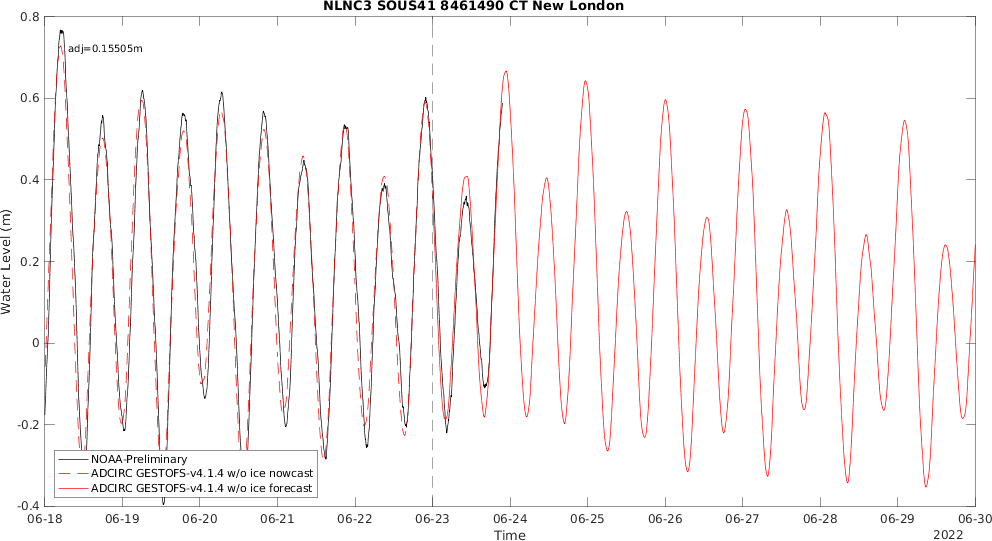 NLNC3 SOUS41 8461490 CT New London
adj=0.15505m
0.8
0.6
0.4
0.2
0
-0.2
-0.4
Water Level (m)
NOAA-Preliminary
ADCIRC GESTOFS-v4.1.4 w/o ice nowcast
ADCIRC GESTOFS-v4.1.4 w/o ice forecast
06-18 06-19 06-20 06-21 06-22 06-23 06-24 06-25 06-26 06-27 06-28 06-29 06-30
Time
2022